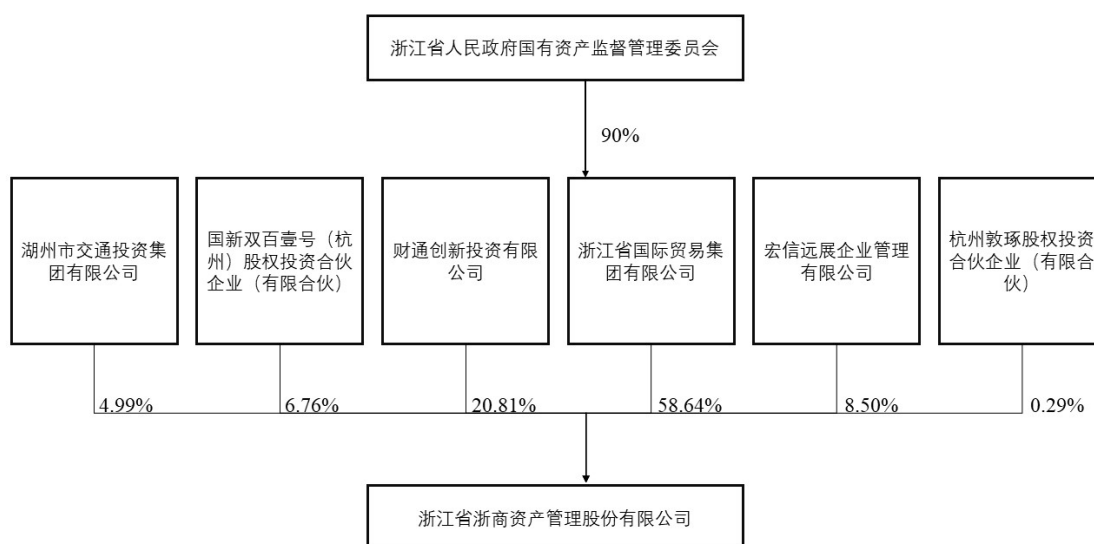 浙江省人民政府国有资产监督管理委员会
90%
湖州市交通投资集
团有限公司
国新双百壹号（杭
州）股权投资合伙
企业（有限合伙）
财通创新投资有限
公司
浙江省国际贸易集
团有限公司
宏信远展企业管理
有限公司
杭州敦琢股权投资
合伙企业（有限合
伙）
4.99%
6.76%
20.81%
58.64%
8.50%
0.29%
浙江省浙商资产管理股份有限公司